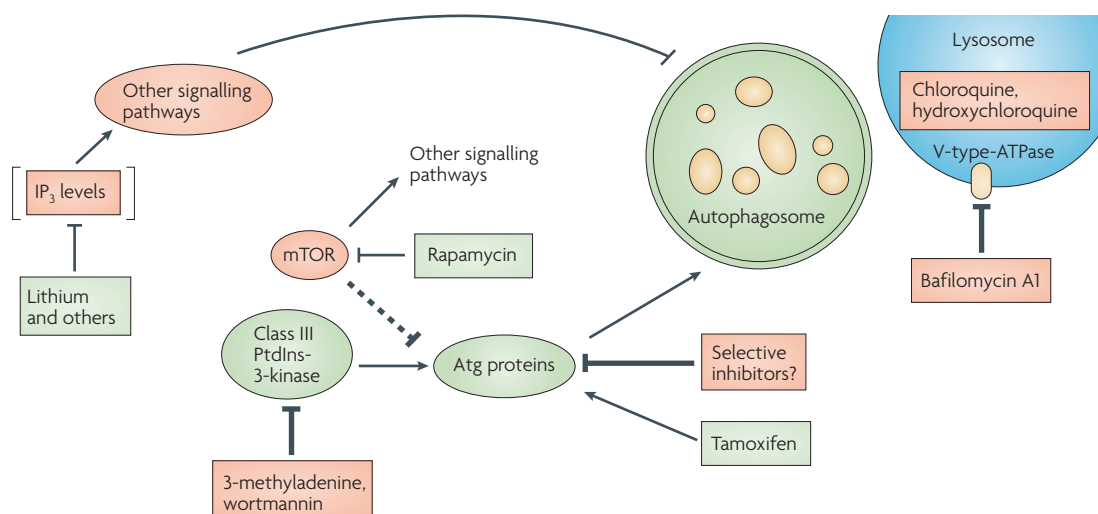 Other signalling
pathways
[IP₃ levels]
Lithium
and others
Other signalling
pathways
mTOR
Rapamycin
Class III
PtdIns-
3-kinase
Atg proteins
3-methyladenine,
wortmannin
Autophagosome
Selective
inhibitors?
Tamoxifen
Lysosome
Chloroquine,
hydroxychloroquine
V-type-ATPase
Bafilomycin A1